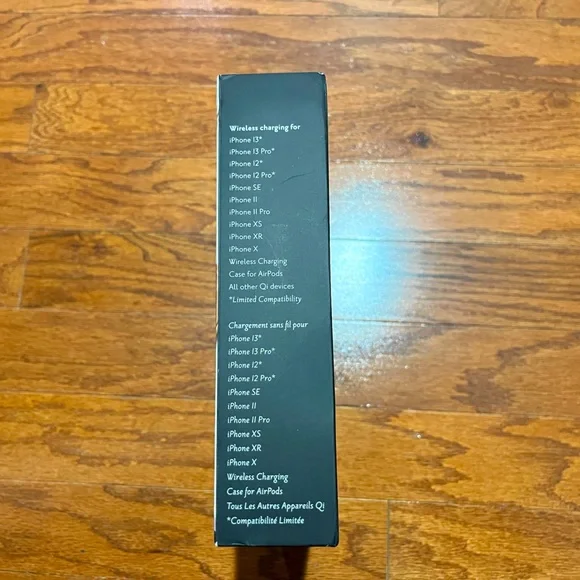 Wireless charging for
iPhone 13*
iPhone 13 Pro*
iPhone 12*
iPhone 12 Pro*
iPhone SE
iPhone 11
iPhone 11 Pro
iPhone XS
iPhone XR
iPhone X
Wireless Charging
Case for AirPods
All other Qi devices
*Limited Compatibility
Chargement sans fil pour
iPhone 13*
iPhone 13 Pro*
iPhone 12*
iPhone 12 Pro*
iPhone SE
iPhone 11
iPhone 11 Pro
iPhone XS
iPhone XR
iPhone X
Wireless Charging
Case for AirPods
Tous Les Autres Appareils Qi
*Compatibilité Limitée